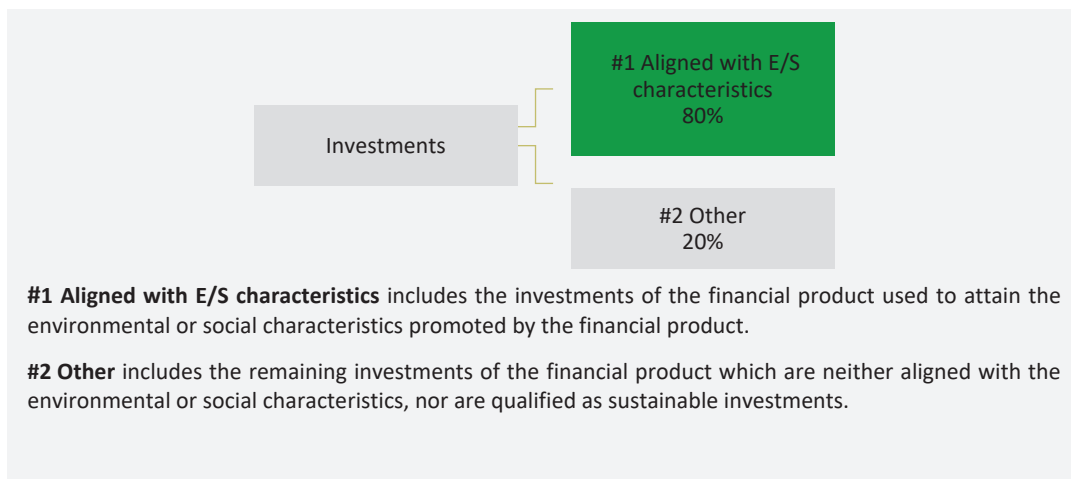 #1 Aligned with E/S
characteristics
80%
Investments
#2 Other
20%
#1 Aligned with E/S characteristics includes the investments of the financial product used to attain the
environmental or social characteristics promoted by the financial product.
#2 Other includes the remaining investments of the financial product which are neither aligned with the
environmental or social characteristics, nor are qualified as sustainable investments.